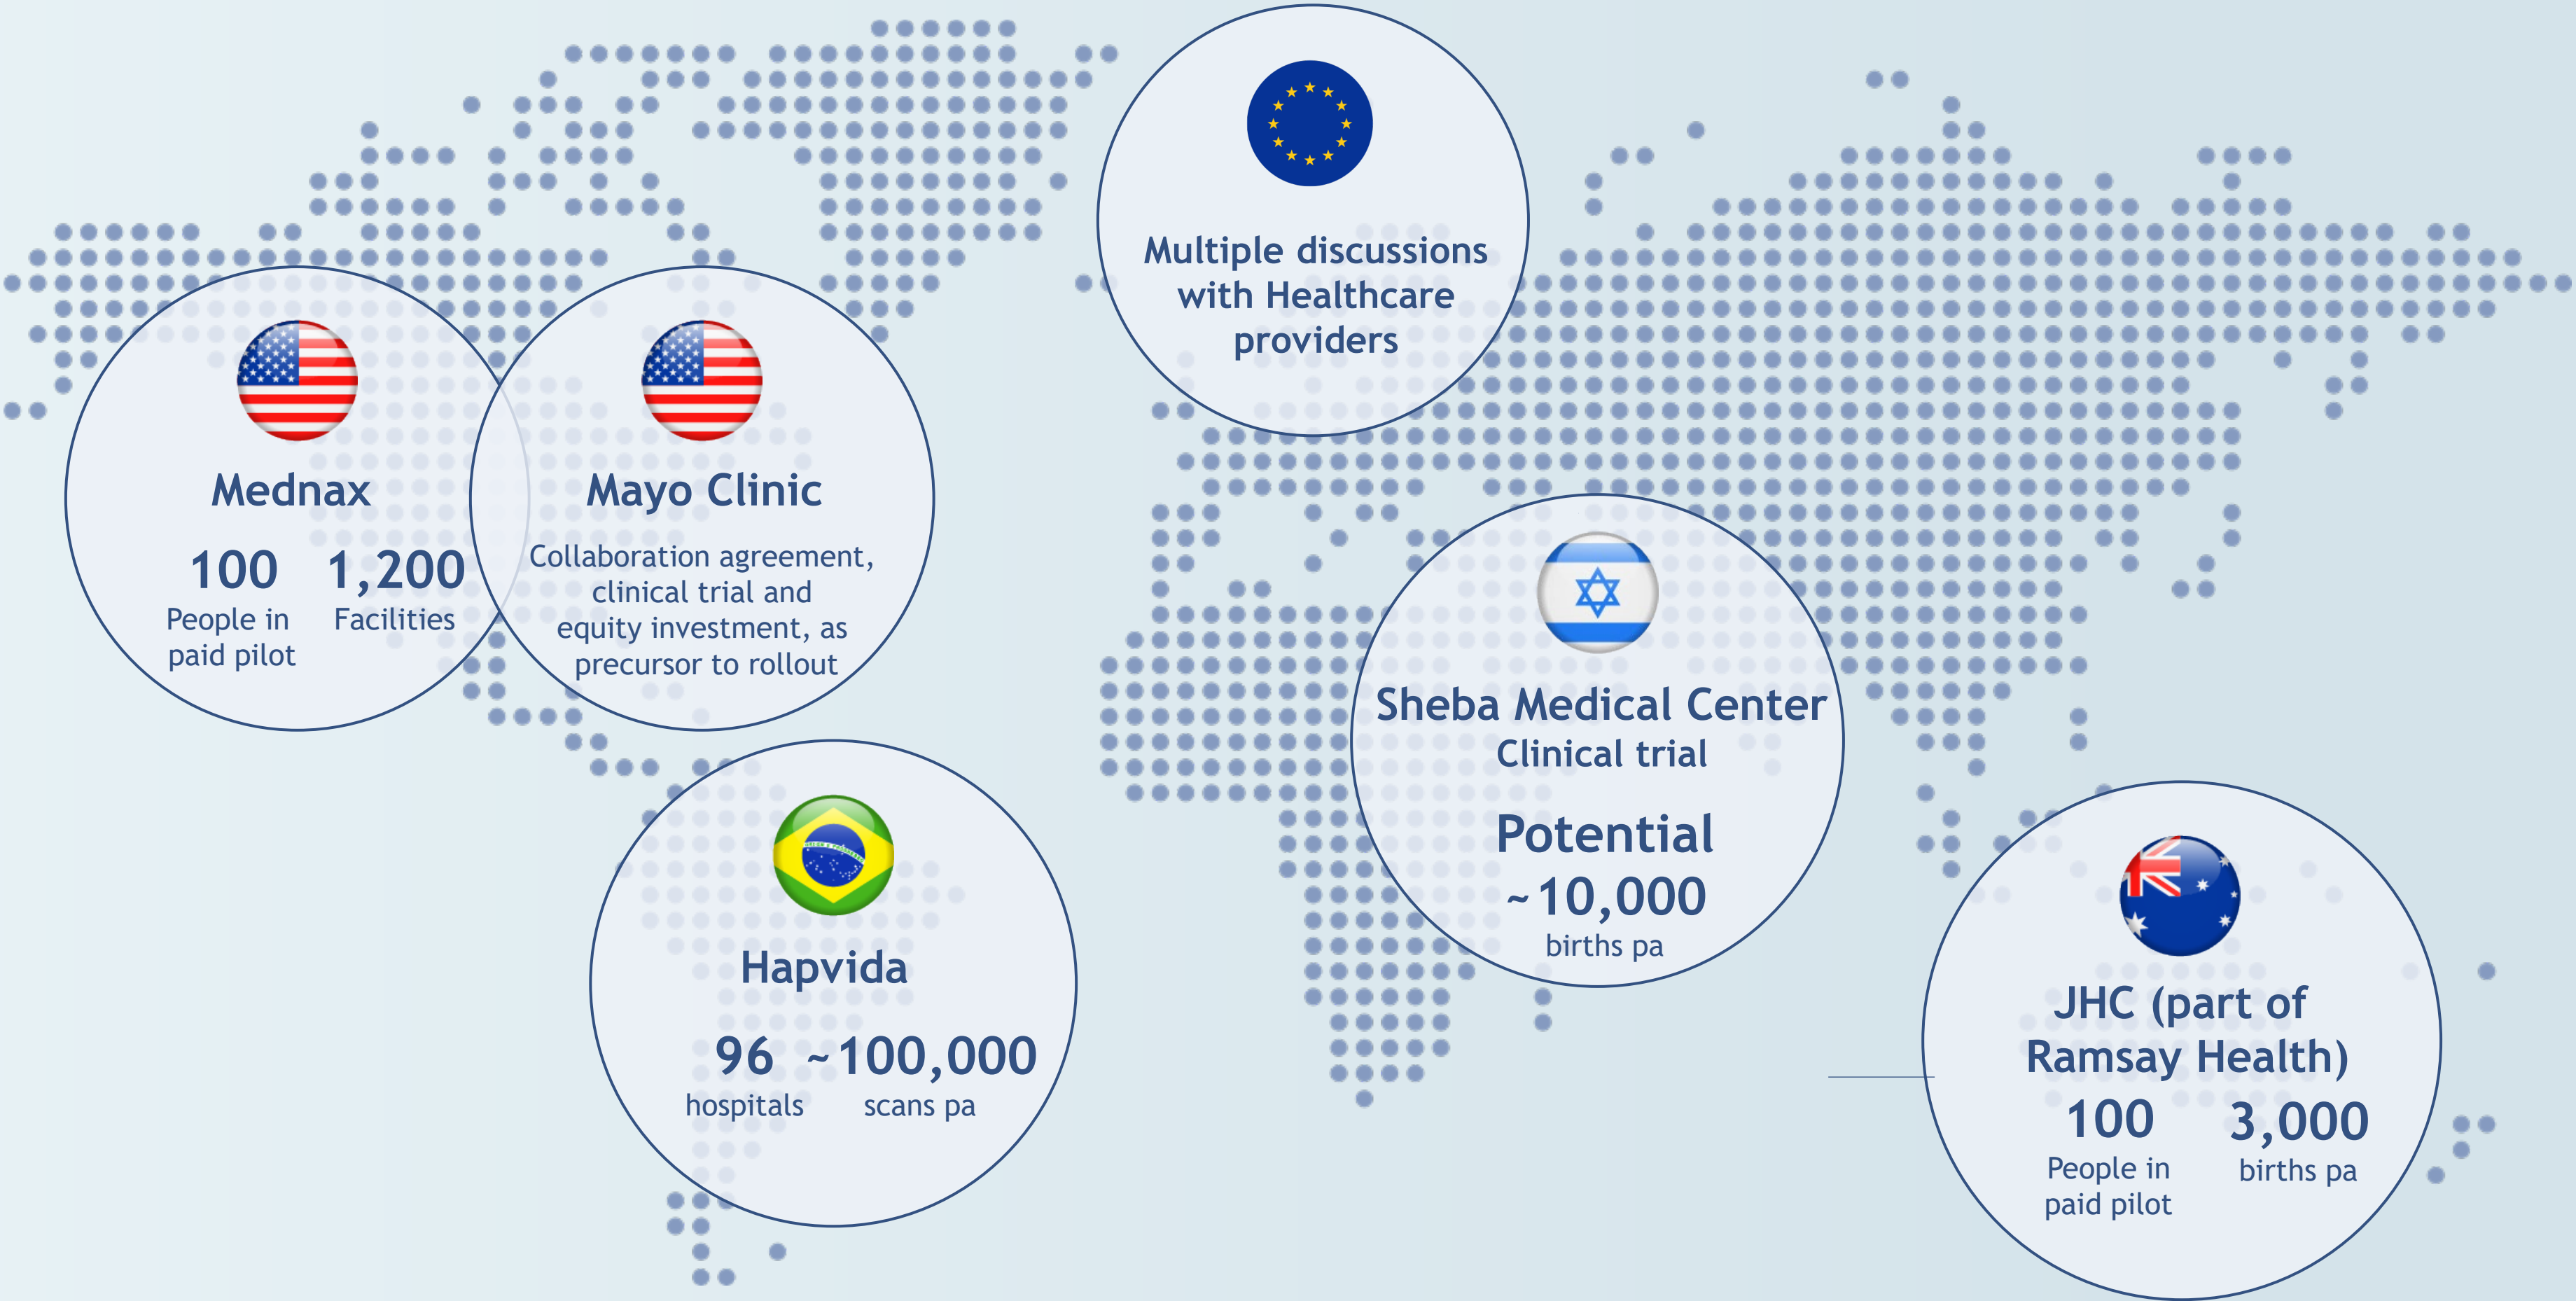 Multiple discussions
with Healthcare
providers
Mednax
100 1,200
People in Facilities
paid pilot
Mayo Clinic
Collaboration agreement,
clinical trial and
equity investment, as
precursor to rollout
Sheba Medical Center
Clinical trial
Potential
~10,000
births pa
Hapvida
96 ~100,000
hospitals scans pa
JHC (part of
Ramsay Health)
100 3,000
People in births pa
paid pilot